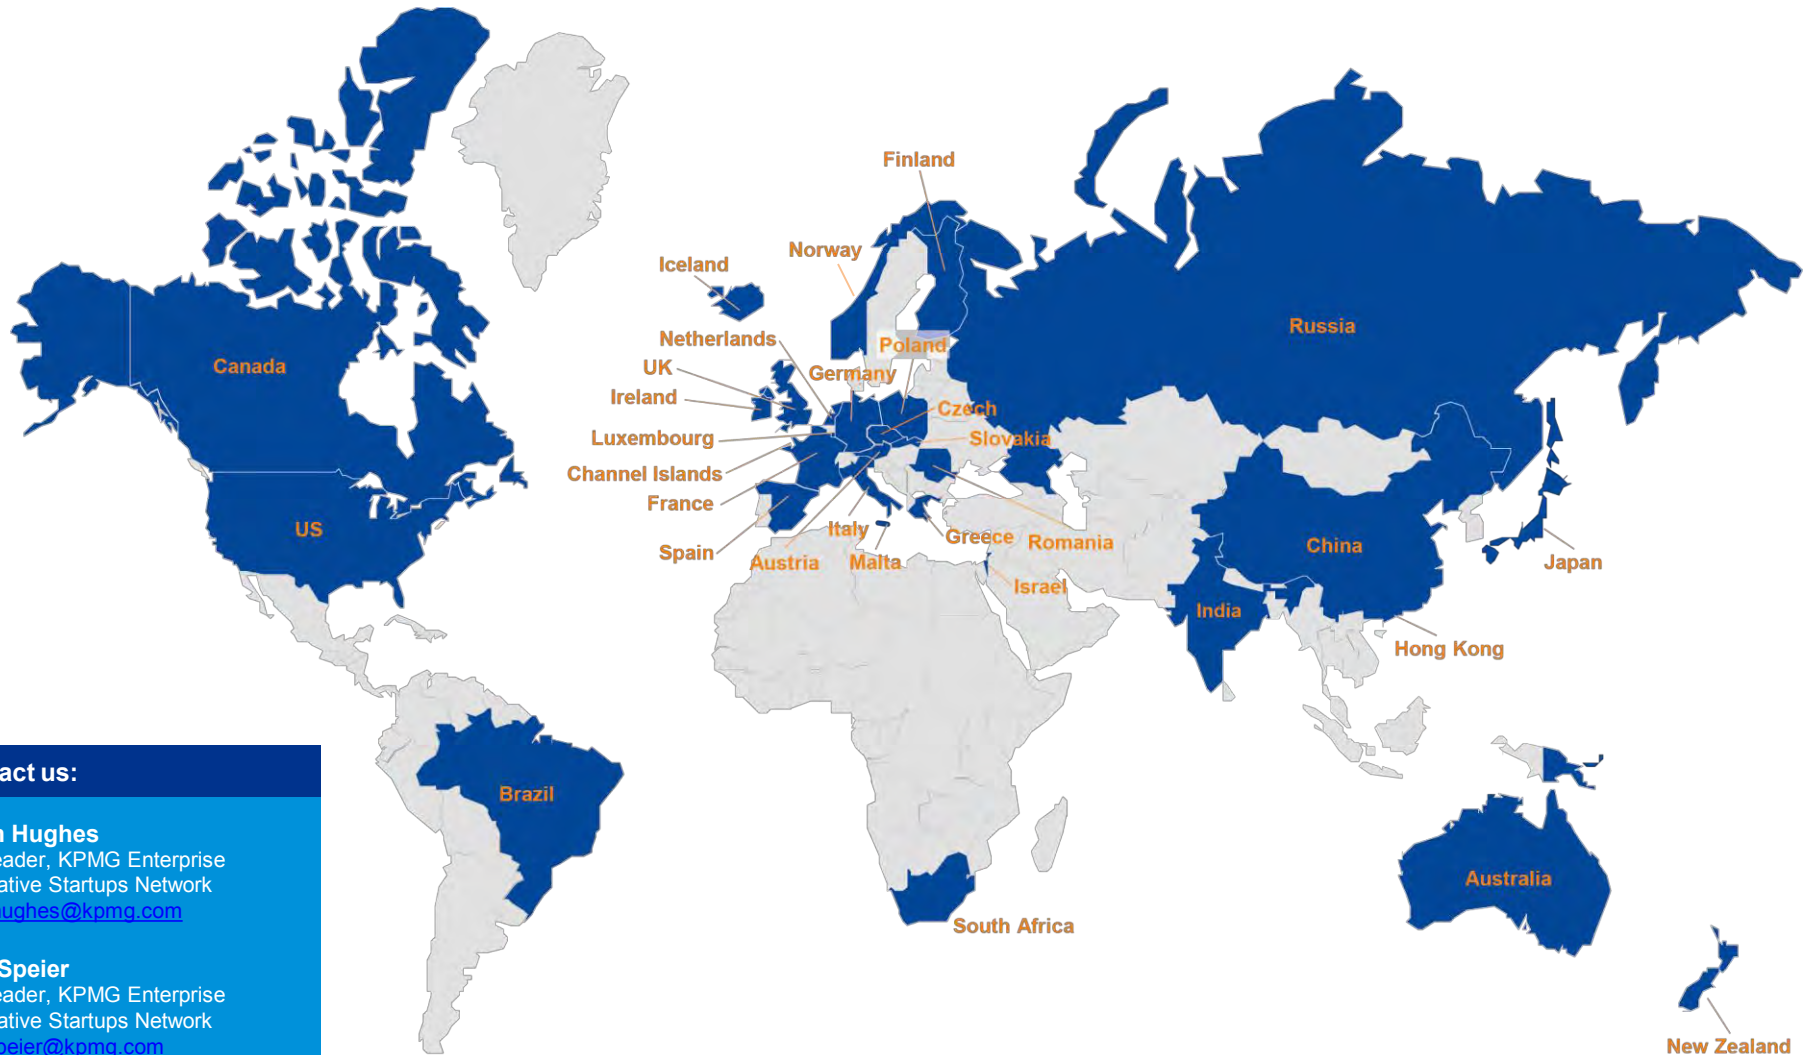 Finland
Norway
Iceland
Russia
Netherlands
Poland
UK
Germany
Canada
Ireland
Czech
Luxembourg
Slovakia
Channel Islands
France
US
Italy
Greece
Romania
China
Spain
Austria
Malta
Japan
Israel
India
Hong Kong
Brazil
Australia
South Africa
New Zealand
act us:
Hughes
eader, KPMG Enterprise
ative Startups Network
ughes@kpmg.com
Speier
eader, KPMG Enterprise
ative Startups Network
peier@kpmg.com